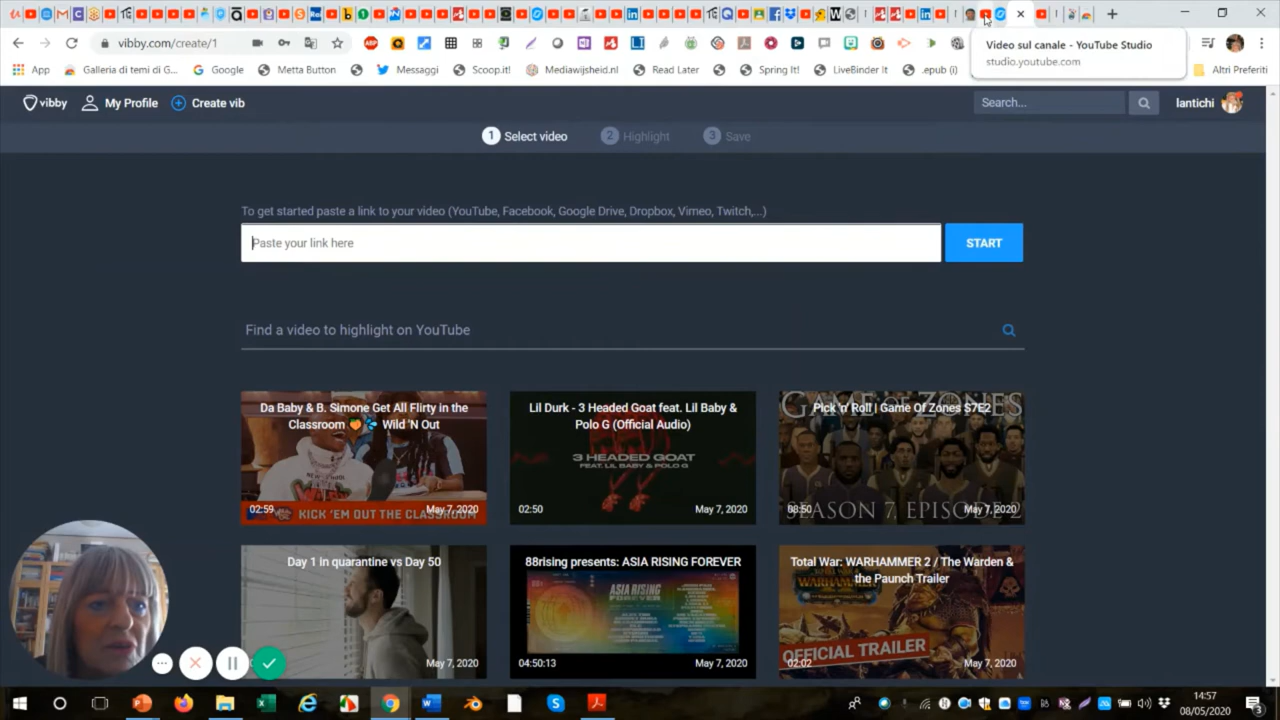 Video sul canale - YouTube Studio
studio.youtube.com
vibby.com/create/1
App
Galleria di temi di G...
Google
Metta Button
Messaggi
Scoop.it!
Mediawijsheid.nl
Read Later
Spring It!
LiveBinder It
.epub (i)
Altri Preferiti
vibby
My Profile
Create vib
Search...
lantichi
1 Select video
2 Highlight
3 Save
To get started paste a link to your video (YouTube, Facebook, Google Drive, Dropbox, Vimeo, Twitch,...)
Paste your link here
START
Find a video to highlight on YouTube
Da Baby & B. Simone Get All Flirty in the
Classroom 🍑💦 Wild 'N Out
KICK 'EM OUT THE CLASSROOM
02:59
May 7, 2020
Lil Durk - 3 Headed Goat feat. Lil Baby &
Polo G (Official Audio)
3 HEADED GOAT
FEAT. LIL BABY & POLO G
02:50
May 7, 2020
GAME OF ZONES
Pick 'n' Roll | Game Of Zones S7E2
SEASON 7, EPISODE 2
08:50
May 7, 2020
Day 1 in quarantine vs Day 50
May 7, 2020
88rising presents: ASIA RISING FOREVER
ASIA RISING
FOREVER
04:50:13
May 7, 2020
Total War: WARHAMMER 2 / The Warden &
the Paunch Trailer
OFFICIAL TRAILER
02:02
May 7, 2020
14:57
08/05/2020